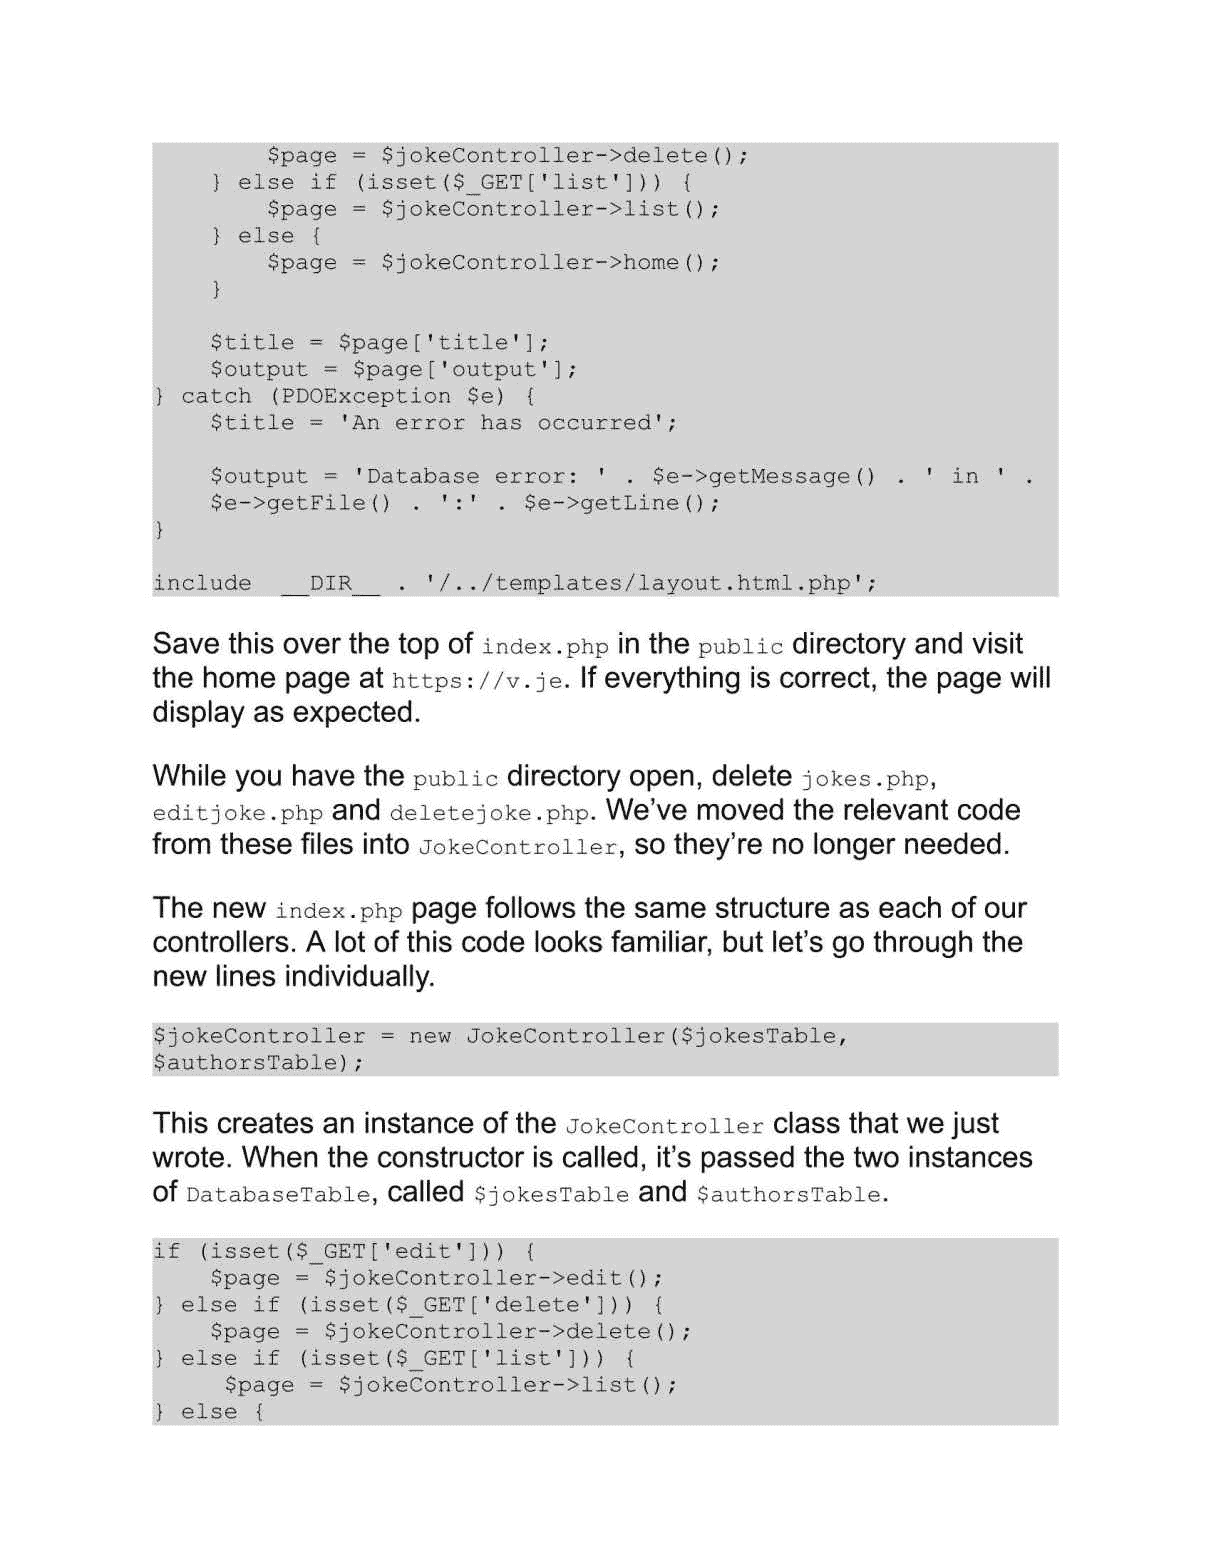 $page = $jokeController->delete();
    } else if (isset($_GET['list'])) {
        $page = $jokeController->list();
    } else {
        $page = $jokeController->home();
    }

    $title = $page['title'];
    $output = $page['output'];
} catch (PDOException $e) {
    $title = 'An error has occurred';

    $output = 'Database error: ' . $e->getMessage() . ' in ' .
    $e->getFile() . ':' . $e->getLine();
}

include  __DIR__ . '/../templates/layout.html.php';

Save this over the top of index.php in the public directory and visit
the home page at https://v.je. If everything is correct, the page will
display as expected.

While you have the public directory open, delete jokes.php,
editjoke.php and deletejoke.php. We’ve moved the relevant code
from these files into JokeController, so they’re no longer needed.

The new index.php page follows the same structure as each of our
controllers. A lot of this code looks familiar, but let’s go through the
new lines individually.

$jokeController = new JokeController($jokesTable,
$authorsTable);

This creates an instance of the JokeController class that we just
wrote. When the constructor is called, it’s passed the two instances
of DatabaseTable, called $jokesTable and $authorsTable.

if (isset($_GET['edit'])) {
    $page = $jokeController->edit();
} else if (isset($_GET['delete'])) {
    $page = $jokeController->delete();
} else if (isset($_GET['list'])) {
     $page = $jokeController->list();
} else {